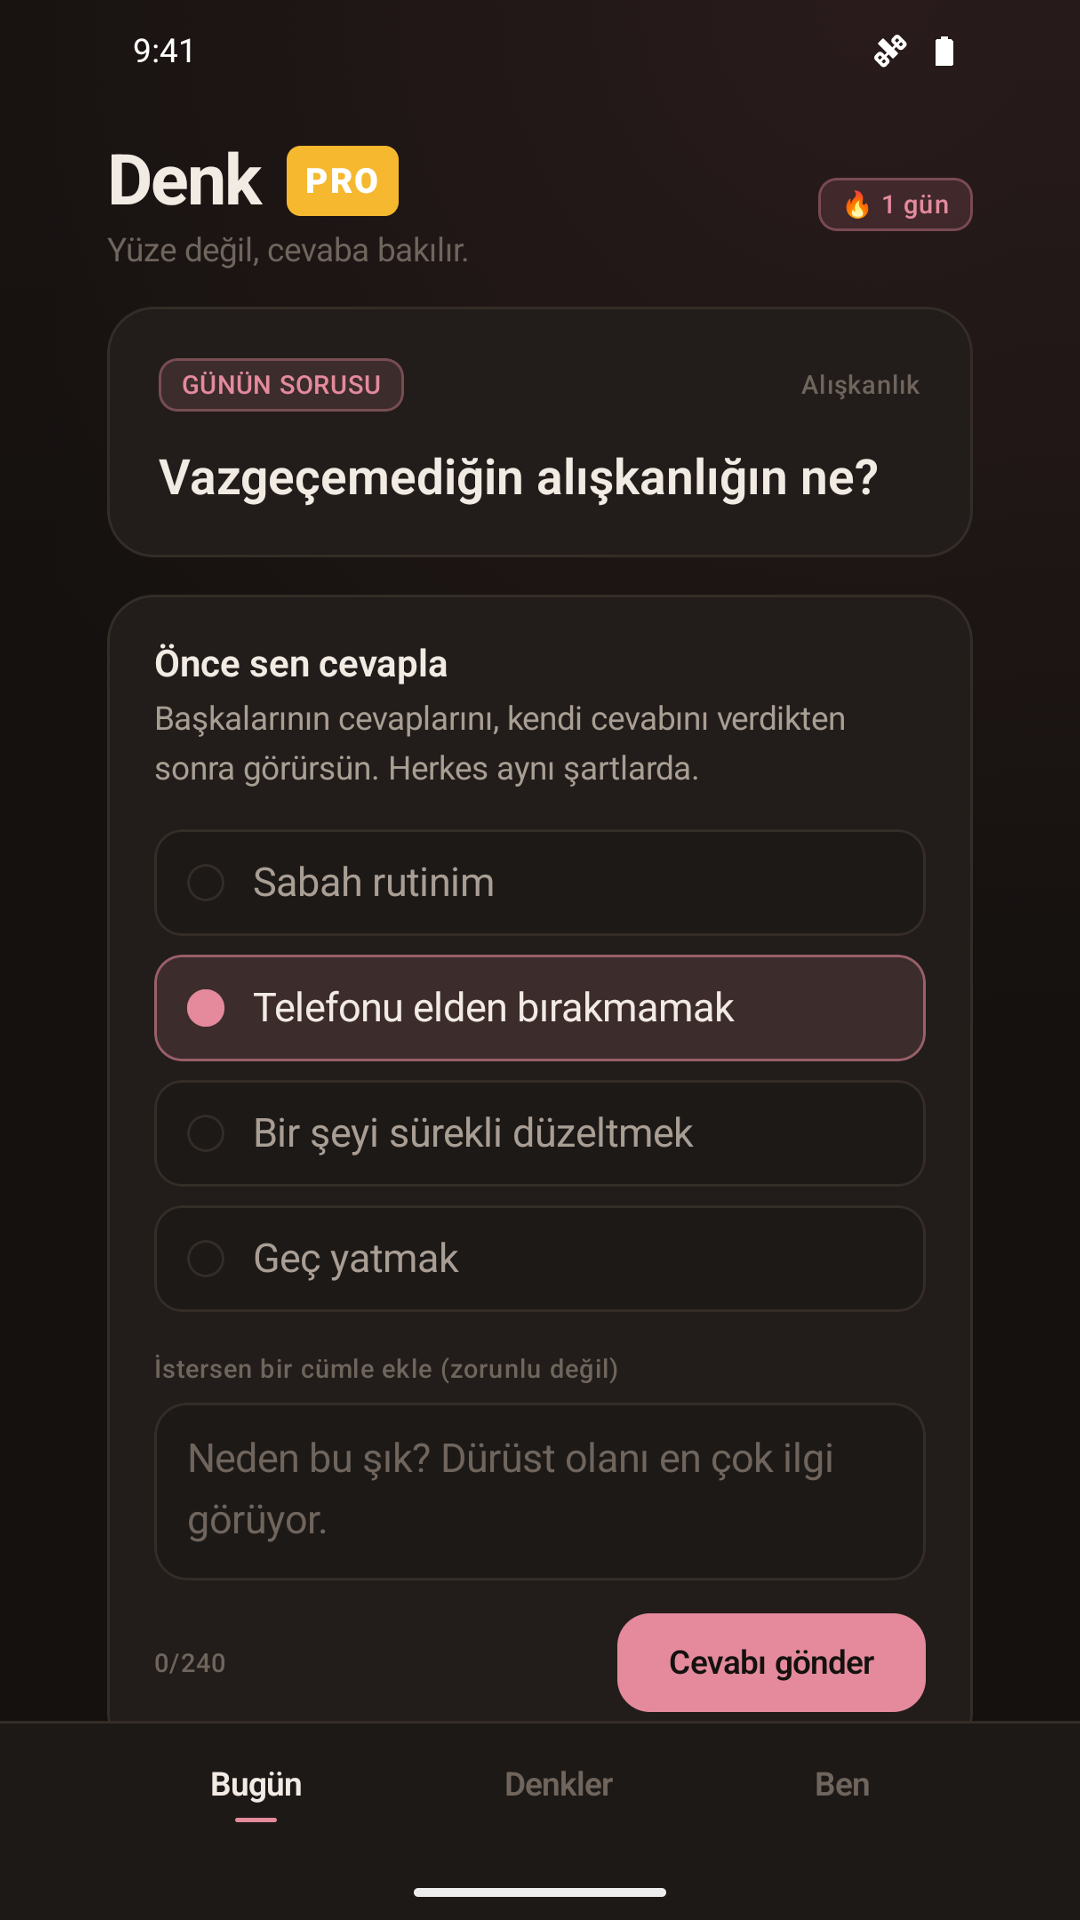 9:41
Denk PRO
🔥 1 gün
Yüze değil, cevaba bakılır.
GÜNÜN SORUSU
Alışkanlık
Vazgeçemediğin alışkanlığın ne?
Önce sen cevapla
Başkalarının cevaplarını, kendi cevabını verdikten
sonra görürsün. Herkes aynı şartlarda.
Sabah rutinim
Telefonu elden bırakmamak
Bir şeyi sürekli düzeltmek
Geç yatmak
İstersen bir cümle ekle (zorunlu değil)
Neden bu şık? Dürüst olanı en çok ilgi
görüyor.
0/240
Cevabı gönder
Bugün
Denkler
Ben